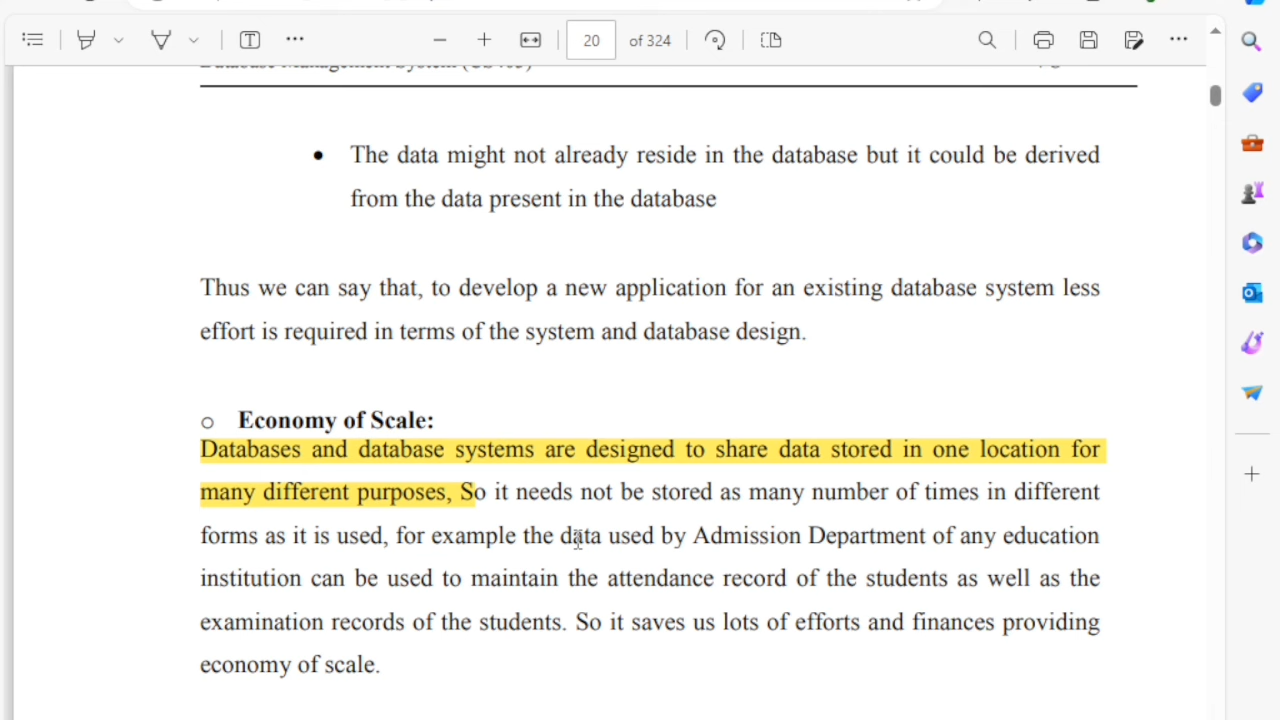 20 of 324
• The data might not already reside in the database but it could be derived
from the data present in the database
Thus we can say that, to develop a new application for an existing database system less
effort is required in terms of the system and database design.
o Economy of Scale:
Databases and database systems are designed to share data stored in one location for
many different purposes, So it needs not be stored as many number of times in different
forms as it is used, for example the data used by Admission Department of any education
institution can be used to maintain the attendance record of the students as well as the
examination records of the students. So it saves us lots of efforts and finances providing
economy of scale.